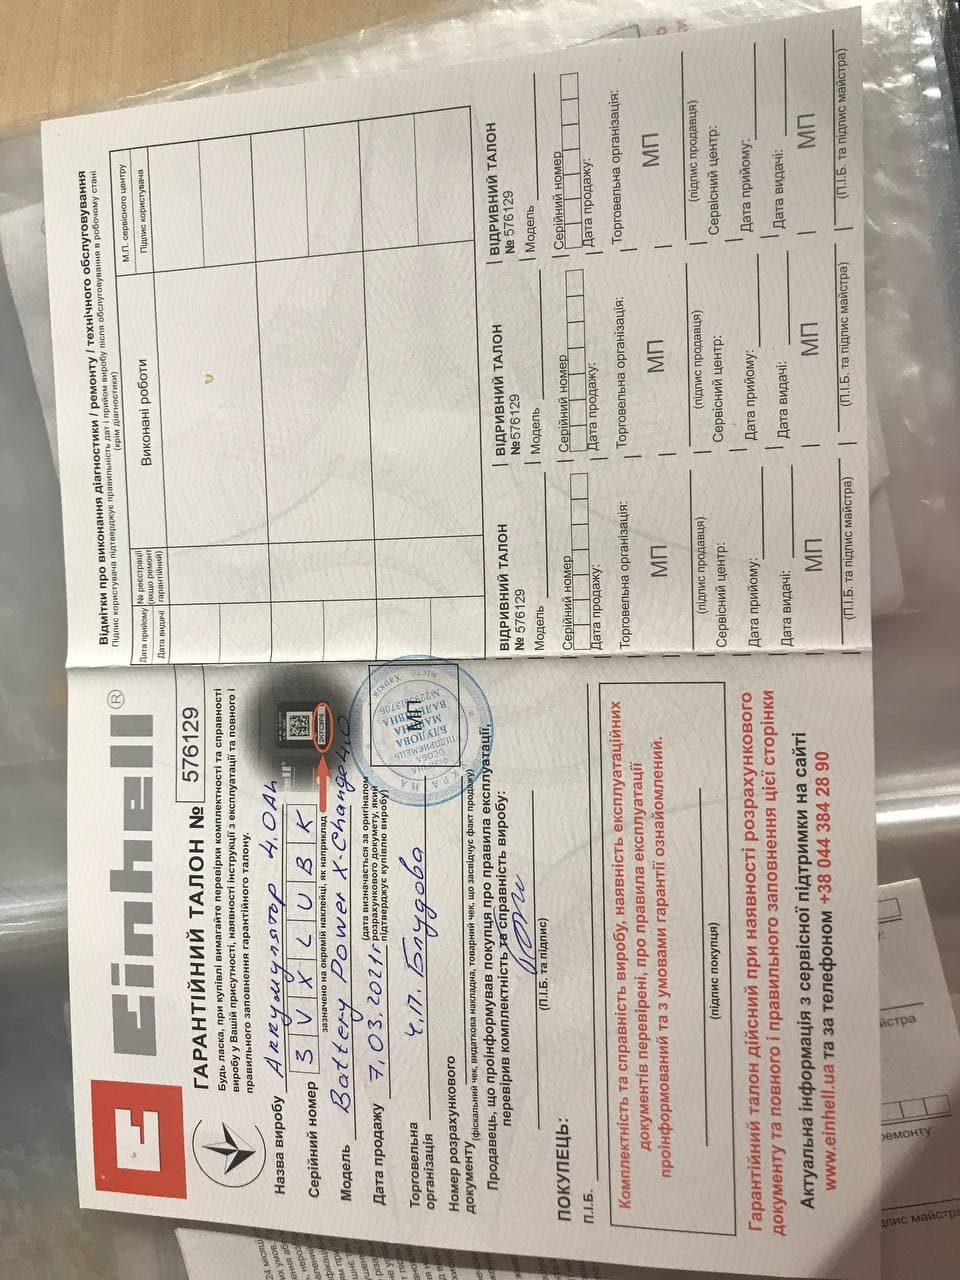 Einhell®
ГАРАНТІЙНИЙ ТАЛОН № 576129
Будь ласка, при купівлі вимагайте перевірки комплектності та справності
виробу у Вашій присутності, наявності інструкції з експлуатації та повного і
правильного заповнення гарантійного талону.
Назва виробу Аккумулятор 4,0Ah
Серійний номер 3 V X L U B K
зазначено на окремій наклейці, як наприклад
Модель Battery Power X-Change 4,0
Дата продажу 7,03,2021г.
(дата визначається за оригіналом
розрахункового документу, який
підтверджує купівлю виробу)
Торговельна
організація Ч.П. Блудова
МП
Номер розрахункового
документу (фіскальний чек, видаткова накладна, товарний чек, що засвідчує факт продажу)
Продавець, що проінформував покупця про правила експлуатації,
перевірив комплектність та справність виробу:
(П.І.Б. та підпис)
ПОКУПЕЦЬ:
П.І.Б.
Комплектність та справність виробу, наявність експлуатаційних
документів перевірені, про правила експлуатації
проінформований та з умовами гарантії ознайомлений.
(підпис покупця)
Гарантійний талон дійсний при наявності розрахункового
документу та повного і правильного заповнення цієї сторінки
Актуальна інформація з сервісної підтримки на сайті
www.einhell.ua та за телефоном +38 044 384 28 90
Відмітки про виконання діагностики / ремонту / технічного обслуговування
Підпис користувача підтверджує правильність дат і прийом виробу після обслуговування в робочому стані
(крім діагностики)
Дата прийому
Дата видачі
№ реєстрації
(якщо ремонт
гарантійний)
Виконані роботи
М.П. сервісного центру
Підпис користувача
ВІДРИВНИЙ ТАЛОН
№ 576129
Модель
Серійний номер
Дата продажу:
Торговельна організація:
МП
(підпис продавця)
Сервісний центр:
Дата прийому:
Дата видачі:
МП
(П.І.Б. та підпис майстра)
ВІДРИВНИЙ ТАЛОН
№576129
Модель
Серійний номер
Дата продажу:
Торговельна організація:
МП
(підпис продавця)
Сервісний центр:
Дата прийому:
Дата видачі:
МП
(П.І.Б. та підпис майстра)
ВІДРИВНИЙ ТАЛОН
№ 576129
Модель
Серійний номер
Дата продажу:
Торговельна організація:
МП
(підпис продавця)
Сервісний центр:
Дата прийому:
Дата видачі:
МП
(П.І.Б. та підпис майстра)